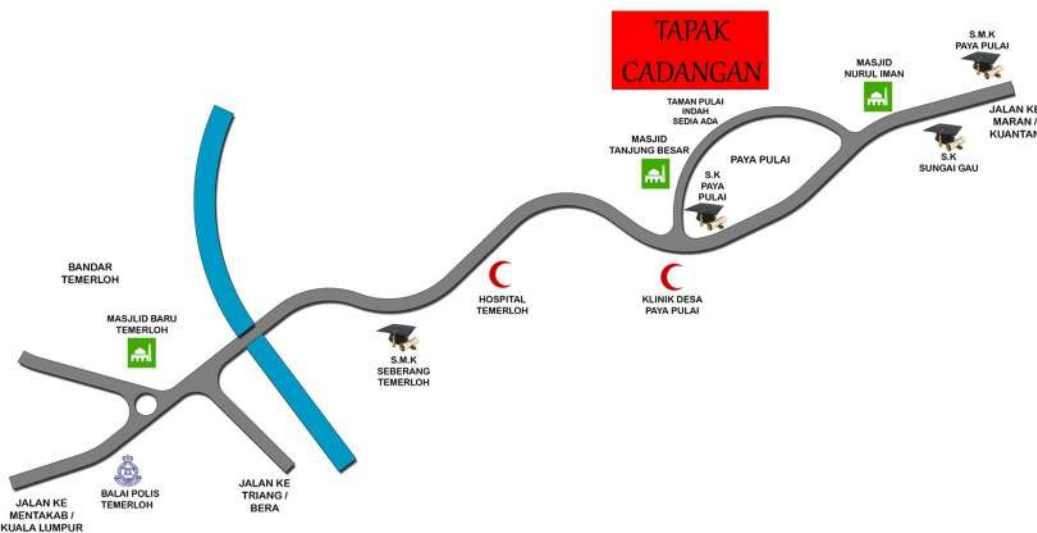 TAPAK
CADANGAN
S.M.K
PAYA PULAI
MASJID
NURUL IMAN
JALAN KE
MARAN /
KUANTAN
TAMAN PULAI
INDAH
SEDIA ADA
MASJID
TANJUNG BESAR
PAYA PULAI
S.K
PAYA
PULAI
S.K
SUNGAI GAU
BANDAR
TEMERLOH
HOSPITAL
TEMERLOH
KLINIK DESA
PAYA PULAI
MASJLID BARU
TEMERLOH
S.M.K
SEBERANG
TEMERLOH
BALAI POLIS
TEMERLOH
JALAN KE
TRIANG /
BERA
JALAN KE
MENTAKAB /
KUALA LUMPUR